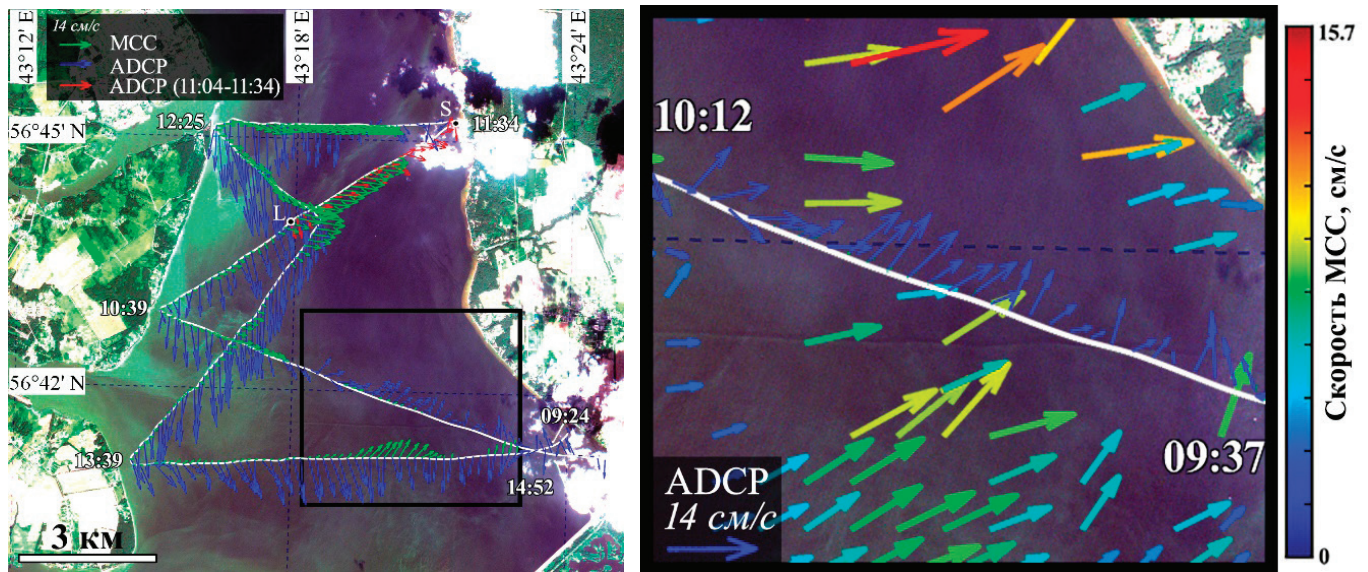 43°12' E
43°18' E
43°24' E
14 см/с
MCC
ADCP
ADCP (11:04-11:34)
12:25
S
11:34
56°45' N
L
10:39
56°42' N
09:24
13:39
14:52
3 км
10:12
09:37
ADCP
14 см/с
15.7
Скорость МСС, см/с
0